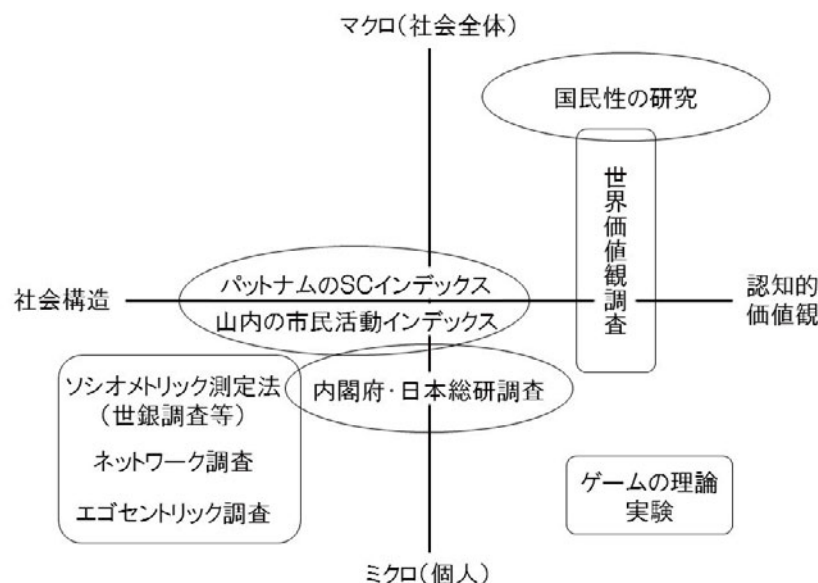 マクロ(社会全体)
国民性の研究
世界価値観調査
パットナムのSCインデックス
社会構造
認知的
価値観
山内の市民活動インデックス
ソシオメトリック測定法
(世銀調査等)
内閣府・日本総研調査
ネットワーク調査
エゴセントリック調査
ゲームの理論
実験
ミクロ(個人)